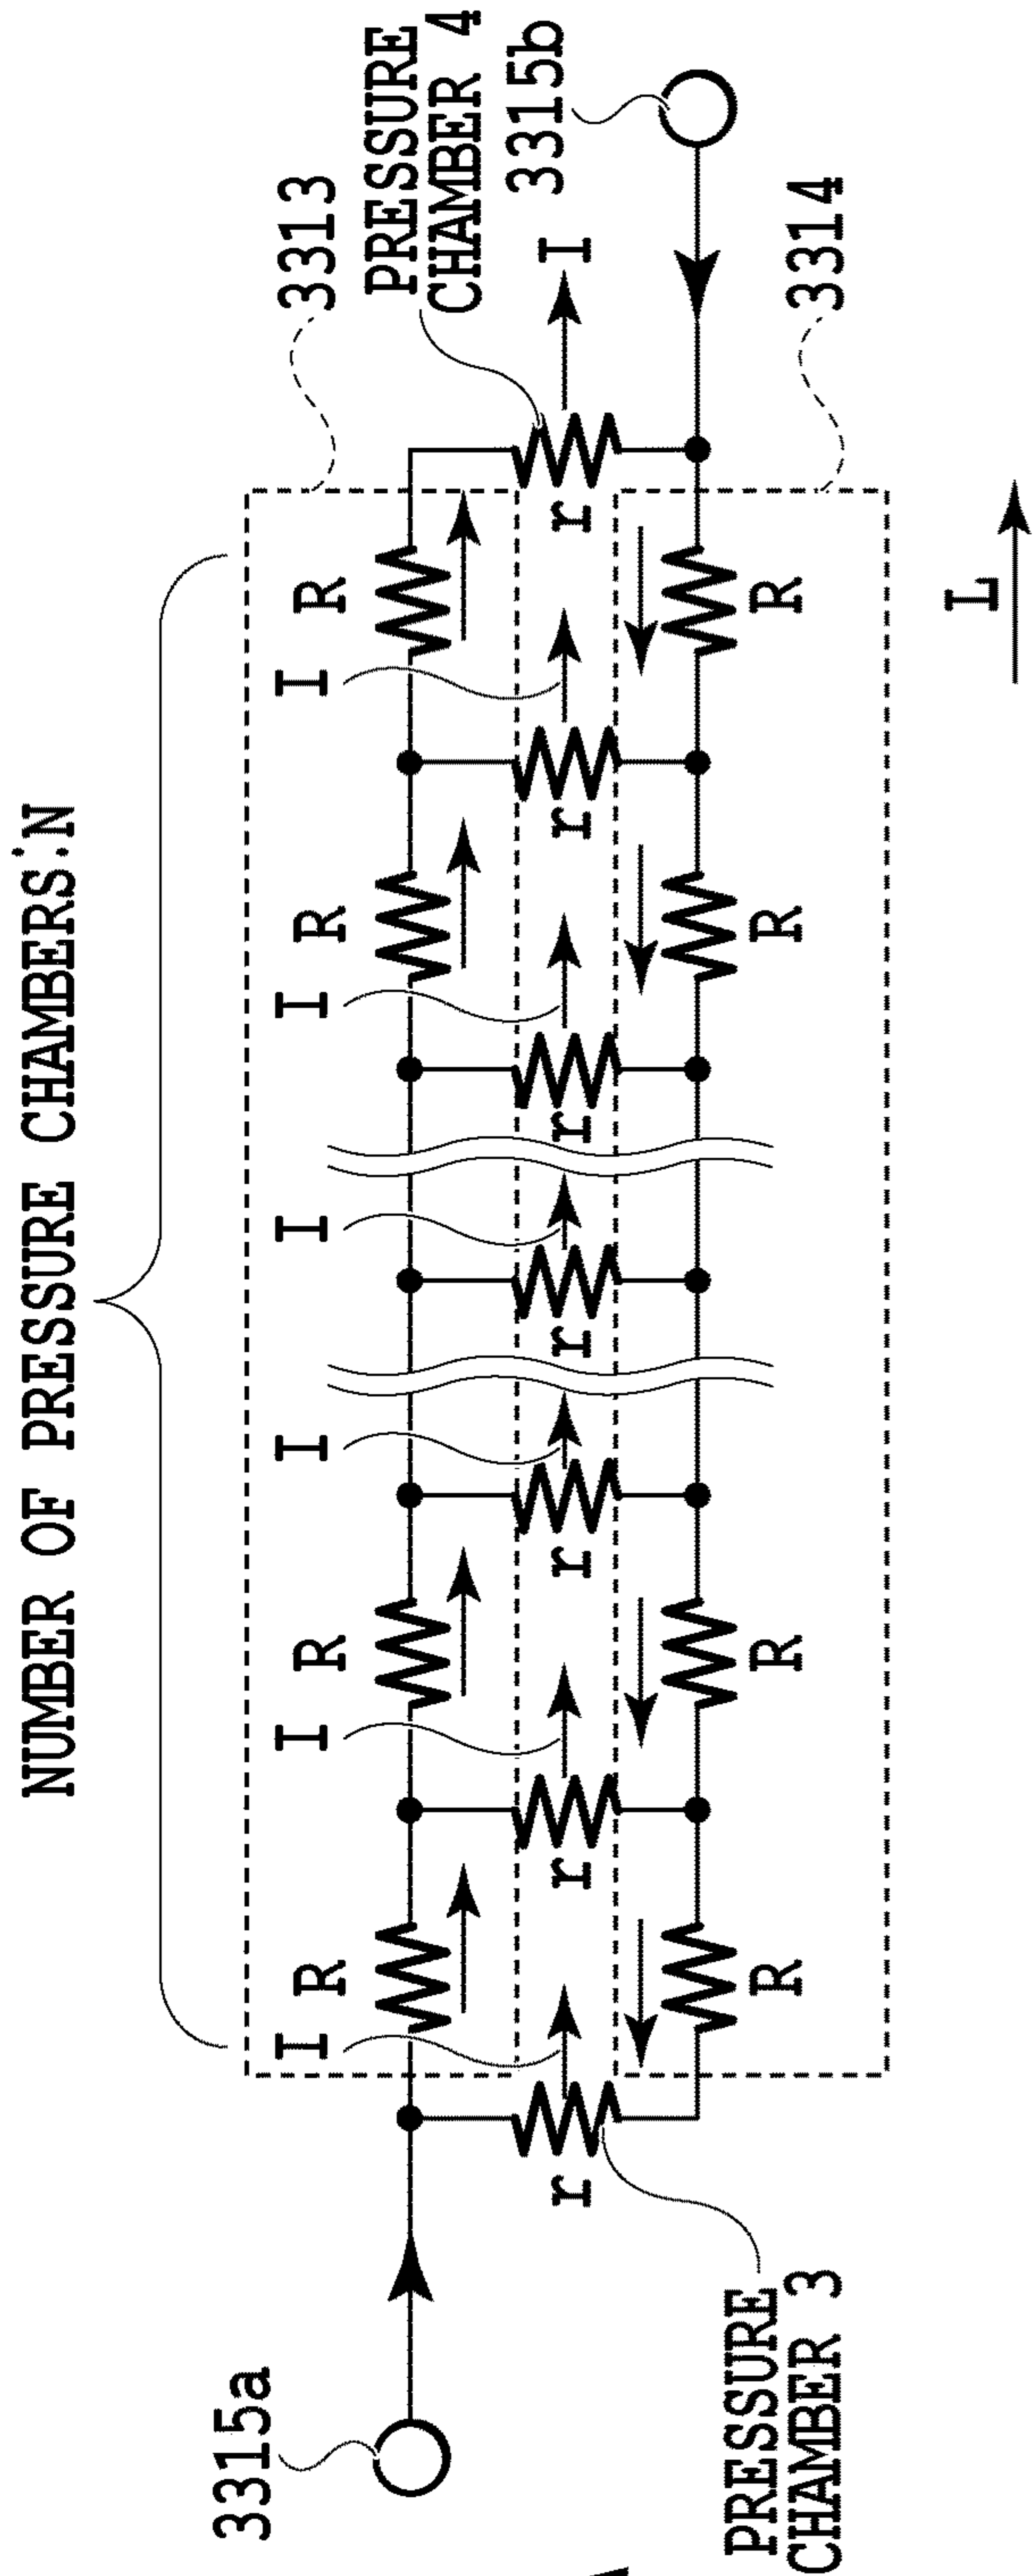 NUMBER OF PRESSURE CHAMBERS:N
3315a
I I I I I I 3313
R R R R
PRESSURE
CHAMBER 4
3315b
I
r r r r r r r
R R R R
3314
PRESSURE
CHAMBER 3
L